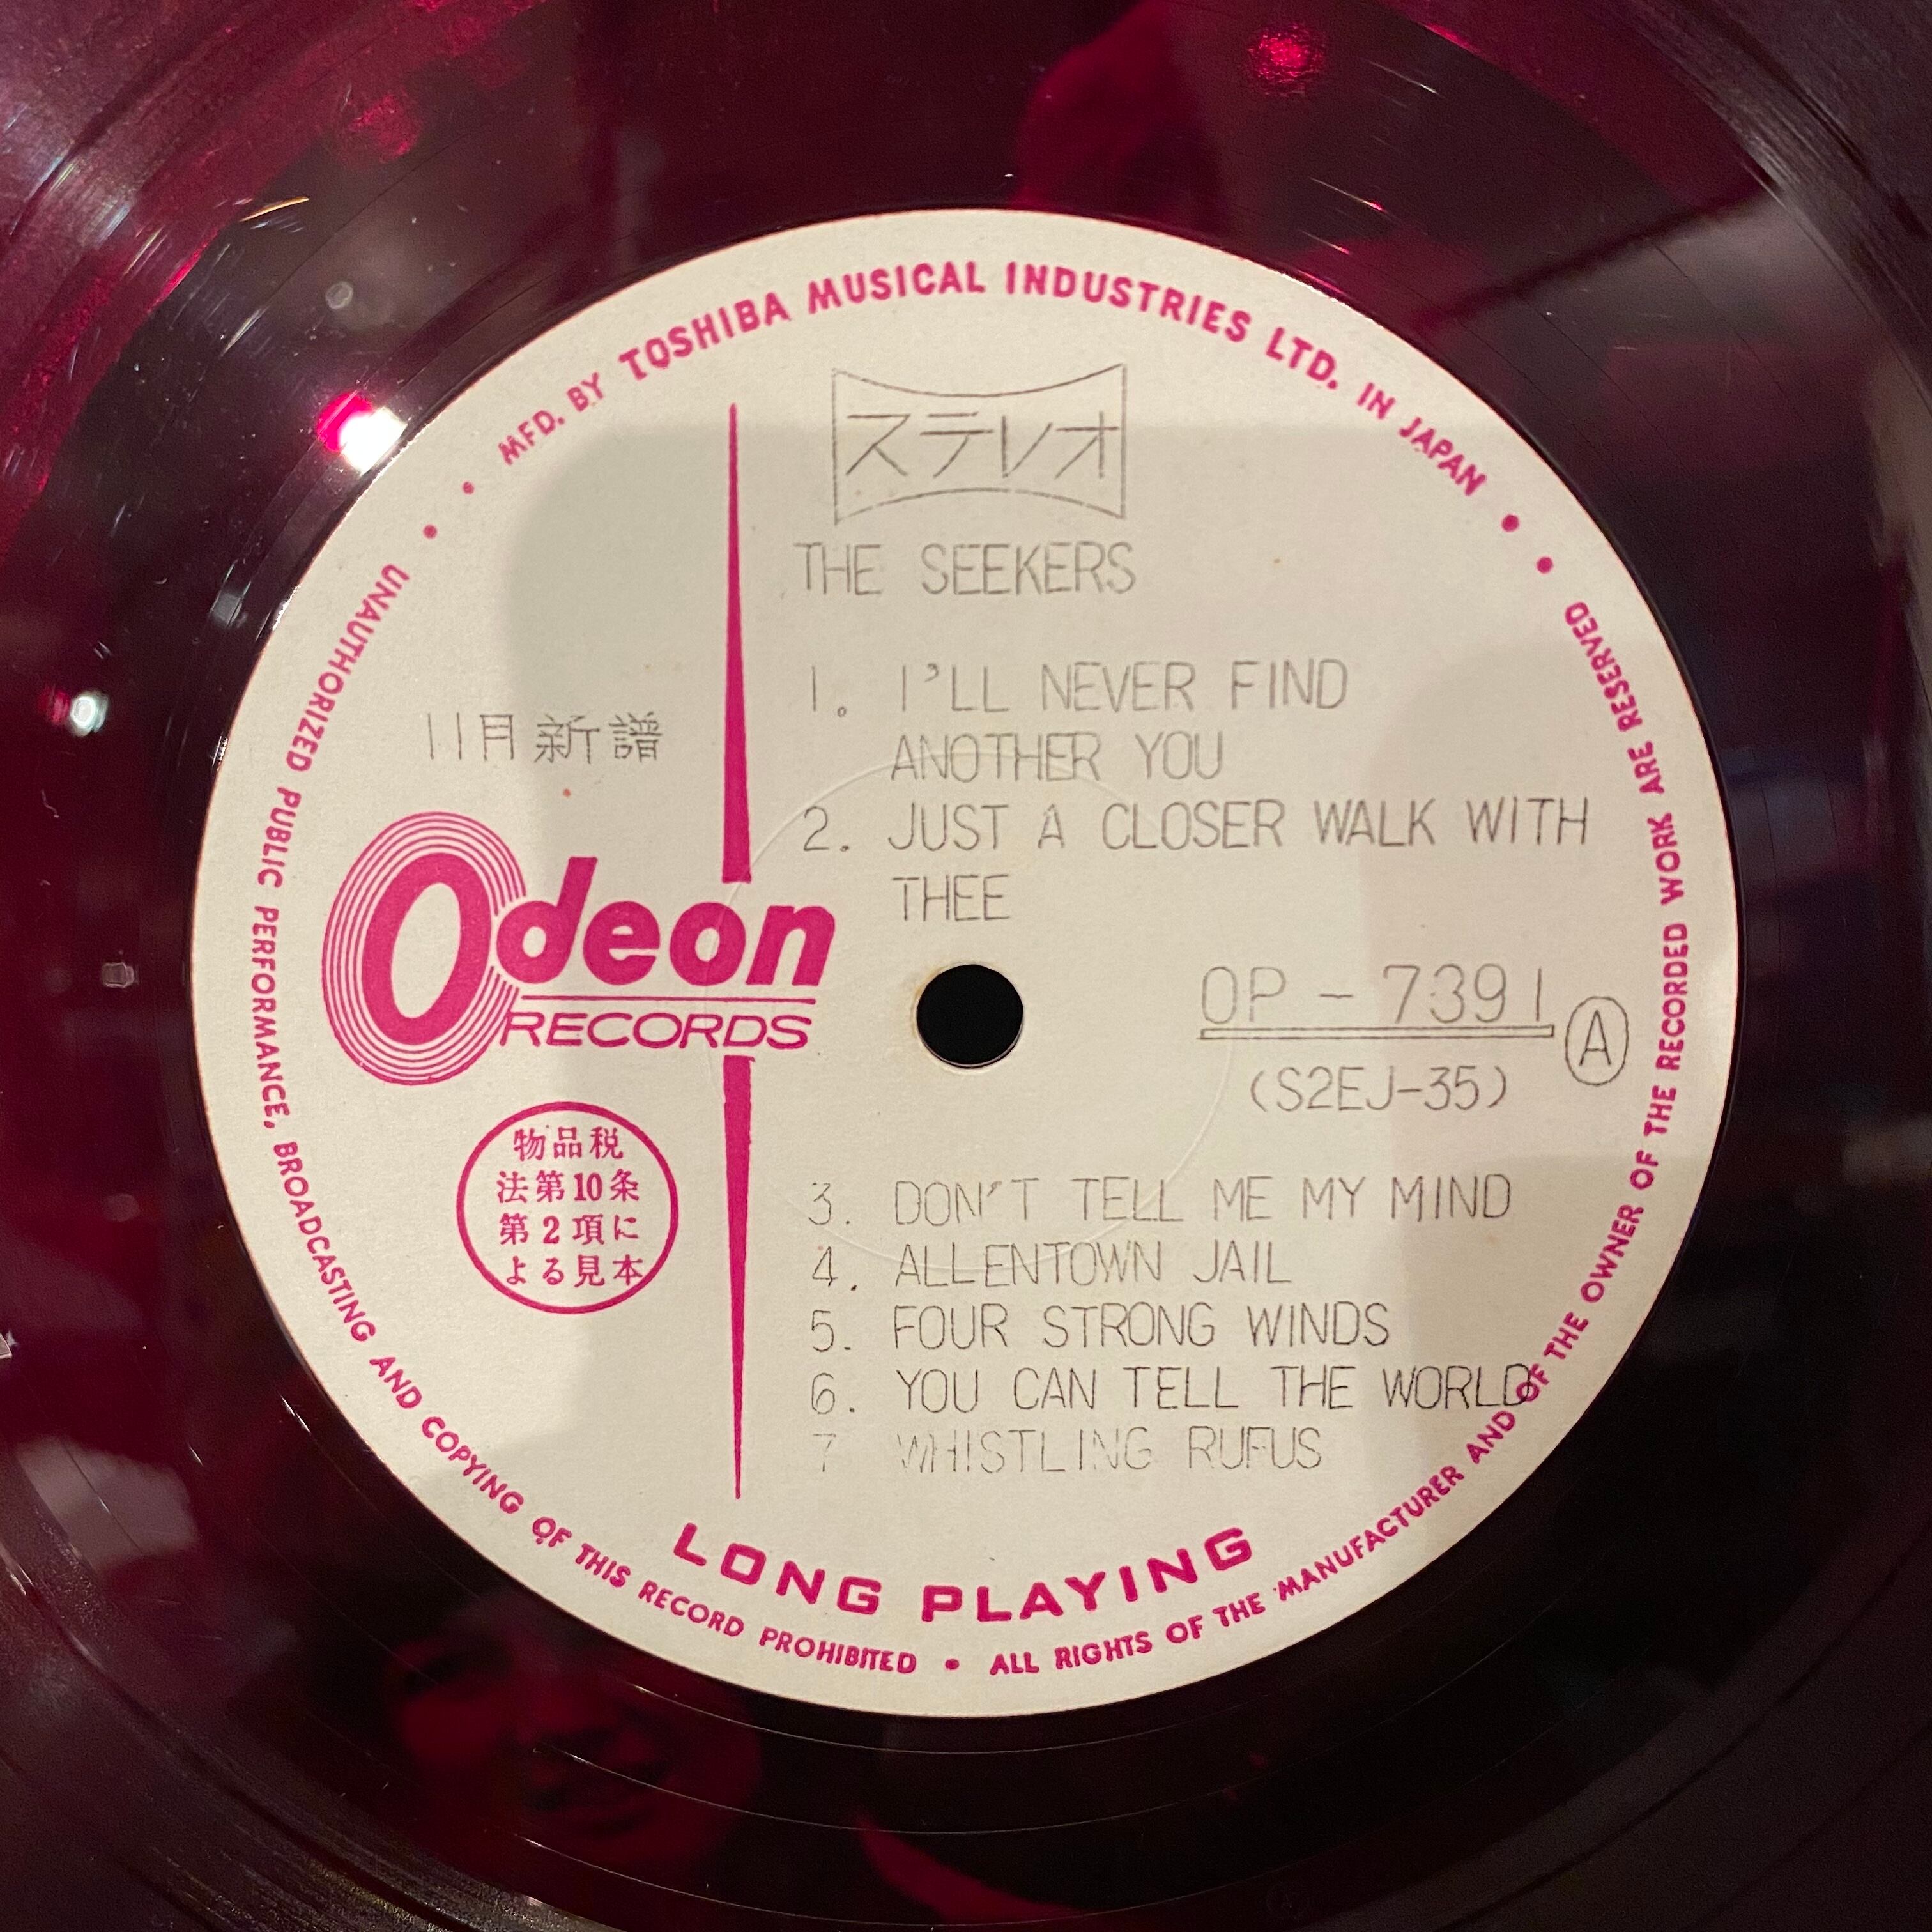 MFD. BY TOSHIBA MUSICAL INDUSTRIES LTD. IN JAPAN
ステレオ
THE SEEKERS
1. I'LL NEVER FIND
ANOTHER YOU
2. JUST A CLOSER WALK WITH
THEE
11月新譜
Odeon
RECORDS
OP-7391 Ⓐ
(S2EJ-35)
物品税
法第10条
第2項に
よる見本
3. DON'T TELL ME MY MIND
4. ALLENTOWN JAIL
5. FOUR STRONG WINDS
6. YOU CAN TELL THE WORLD
7 WHISTLING RUFUS
LONG PLAYING
UNAUTHORIZED PUBLIC PERFORMANCE, BROADCASTING AND COPYING OF THIS RECORD PROHIBITED • ALL RIGHTS OF THE MANUFACTURER AND OF THE OWNER OF THE RECORDED WORK ARE RESERVED